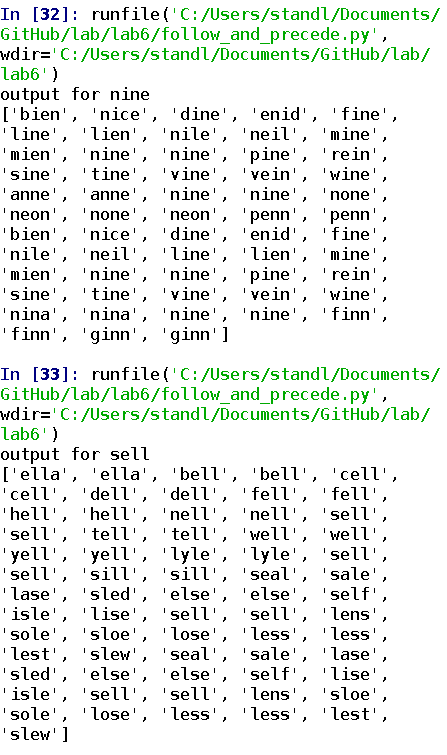 In [32]: runfile('C:/Users/standl/Documents/
GitHub/lab/lab6/follow_and_precede.py',
wdir='C:/Users/standl/Documents/GitHub/lab/
lab6')
output for nine
['bien', 'nice', 'dine', 'enid', 'fine',
'line', 'lien', 'nile', 'neil', 'mine',
'mien', 'nine', 'nine', 'pine', 'rein',
'sine', 'tine', 'vine', 'vein', 'wine',
'anne', 'anne', 'nine', 'nine', 'none',
'neon', 'none', 'neon', 'penn', 'penn',
'bien', 'nice', 'dine', 'enid', 'fine',
'nile', 'neil', 'line', 'lien', 'mine',
'mien', 'nine', 'nine', 'pine', 'rein',
'sine', 'tine', 'vine', 'vein', 'wine',
'nina', 'nina', 'nine', 'nine', 'finn',
'finn', 'ginn', 'ginn']
In [33]: runfile('C:/Users/standl/Documents/
GitHub/lab/lab6/follow_and_precede.py',
wdir='C:/Users/standl/Documents/GitHub/lab/
lab6')
output for sell
['ella', 'ella', 'bell', 'bell', 'cell',
'cell', 'dell', 'dell', 'fell', 'fell',
'hell', 'hell', 'nell', 'nell', 'sell',
'sell', 'tell', 'tell', 'well', 'well',
'yell', 'yell', 'lyle', 'lyle', 'sell',
'sell', 'sill', 'sill', 'seal', 'sale',
'lase', 'sled', 'else', 'else', 'self',
'isle', 'lise', 'sell', 'sell', 'lens',
'sole', 'sloe', 'lose', 'less', 'less',
'lest', 'slew', 'seal', 'sale', 'lase',
'sled', 'else', 'else', 'self', 'lise',
'isle', 'sell', 'sell', 'lens', 'sloe',
'sole', 'lose', 'less', 'less', 'lest',
'slew']